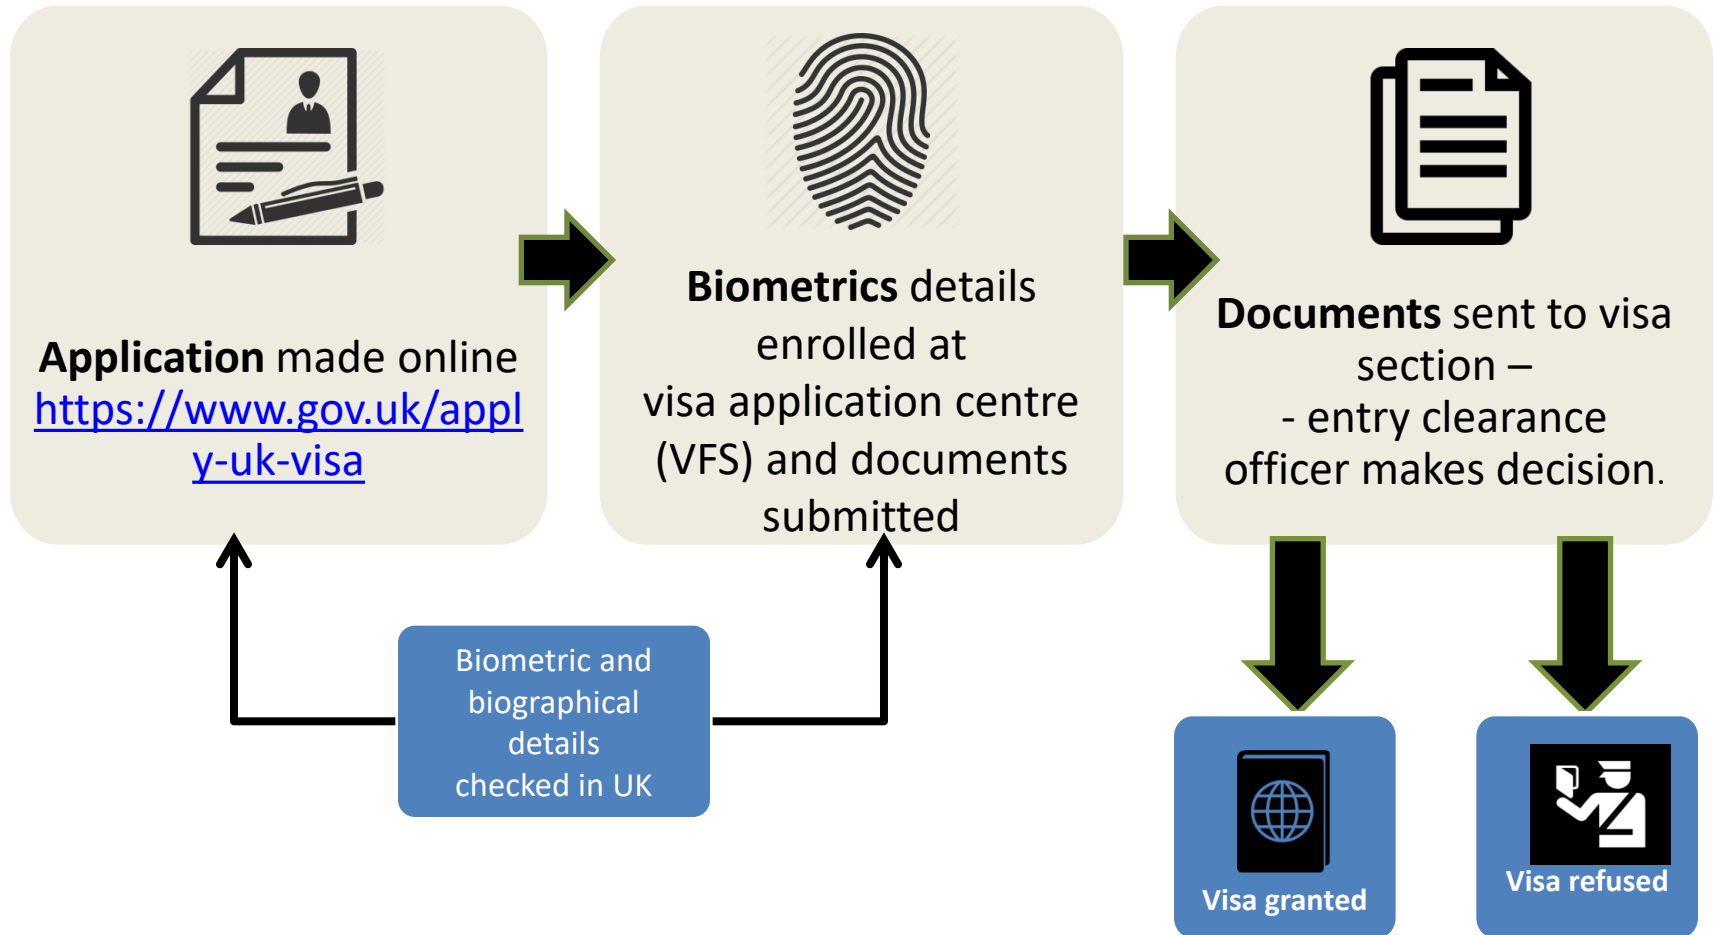 Application made online
https://www.gov.uk/appl
y-uk-visa
Biometrics details
enrolled at
visa application centre
(VFS) and documents
submitted
Documents sent to visa
section –
- entry clearance
officer makes decision.
Biometric and
biographical
details
checked in UK
Visa granted
Visa refused